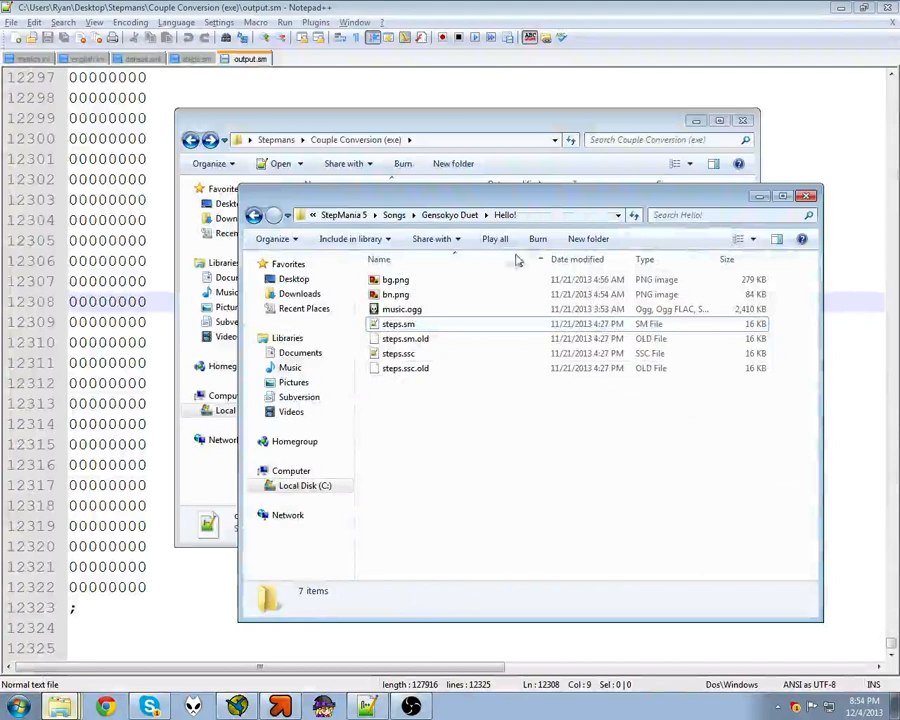 C:\Users\Ryan\Desktop\Stepmans\Couple Conversion (exe)\output.sm - Notepad++
File Edit Search View Encoding Language Settings Macro Run Plugins Window ?
output.sm
12297 00000000
12298 00000000
12299 00000000
12300 00000000
12301 00000000
12302 00000000
12303 00000000
12304 00000000
12305 00000000
12306 00000000
12307 00000000
12308 00000000
12309 00000000
12310 00000000
12311 00000000
12312 00000000
12313 00000000
12314 00000000
12315 00000000
12316 00000000
12317 00000000
12318 00000000
12319 00000000
12320 00000000
12321 00000000
12322 00000000
12323 ;
12324
12325
Stepmans Couple Conversion (exe) Search Couple Conversion (exe)
Organize Open Share with Burn New folder
StepMania 5 Songs Gensokyo Duet Hello! Search Hello!
Organize Include in library Share with Play all Burn New folder
Favorites
Desktop
Downloads
Recent Places
Libraries
Documents
Music
Pictures
Subversion
Videos
Homegroup
Computer
Local Disk (C:)
Network
Name Date modified Type Size
bg.png 11/21/2013 4:56 AM PNG image 279 KB
bn.png 11/21/2013 4:54 AM PNG image 84 KB
music.ogg 11/21/2013 3:53 AM Ogg, Ogg FLAC, S... 2,410 KB
steps.sm 11/21/2013 4:27 PM SM File 16 KB
steps.sm.old 11/21/2013 4:27 PM OLD File 16 KB
steps.ssc 11/21/2013 4:27 PM SSC File 16 KB
steps.ssc.old 11/21/2013 4:27 PM OLD File 16 KB
7 items
Normal text file length: 127916 lines: 12325 Ln: 12308 Col: 9 Sel: 0 | 0 Dos\Windows ANSI as UTF-8 INS
8:54 PM
12/4/2013